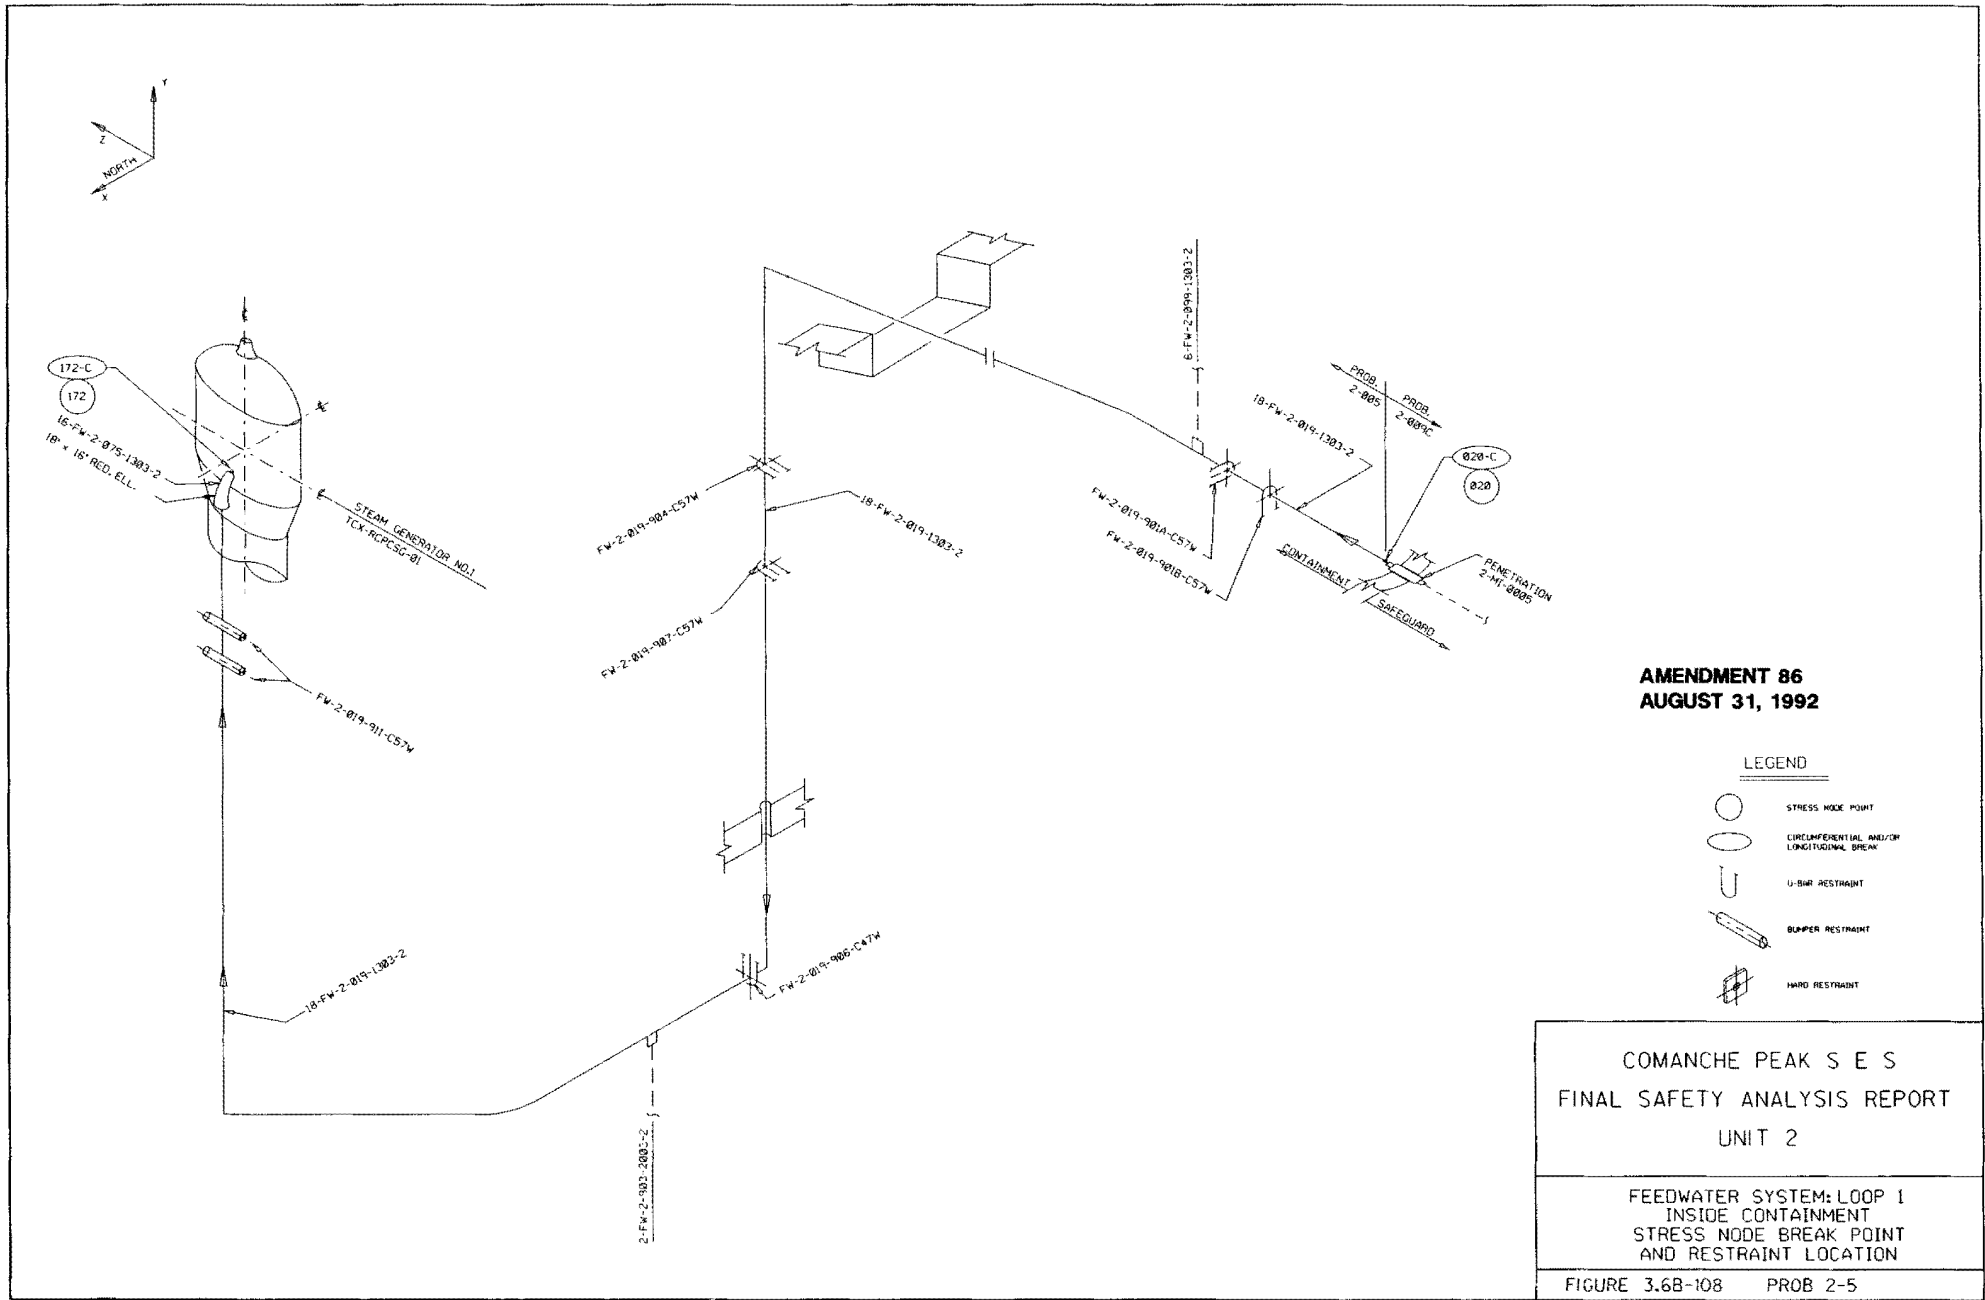 Y
Z
NORTH
X
172-C
172
16-FW-2-075-1303-2
18" x 16" RED. ELL.
STEAM GENERATOR NO.1
TCX-RCPCSG-01
FW-2-019-911-C57W
18-FW-2-019-1303-2
FW-2-019-904-C57W
18-FW-2-019-1303-2
FW-2-019-907-C57W
FW-2-019-906-C47W
2-FW-2-903-2003-2
6-FW-2-099-1303-2
18-FW-2-019-1303-2
FW-2-019-901A-C57W
FW-2-019-901B-C57W
PROB.
2-005
PROB.
2-009C
020-C
020
CONTAINMENT
SAFEGUARD
PENETRATION
2-MI-0005
AMENDMENT 86
AUGUST 31, 1992
LEGEND
STRESS NODE POINT
CIRCUMFERENTIAL AND/OR
LONGITUDINAL BREAK
U-BAR RESTRAINT
BUMPER RESTRAINT
HARD RESTRAINT
COMANCHE PEAK S E S
FINAL SAFETY ANALYSIS REPORT
UNIT 2
FEEDWATER SYSTEM: LOOP 1
INSIDE CONTAINMENT
STRESS NODE BREAK POINT
AND RESTRAINT LOCATION
FIGURE 3.6B-108 PROB 2-5